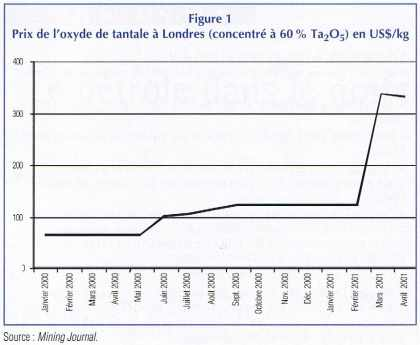 Figure 1
Prix de l'oxyde de tantale à Londres (concentré à 60 % Ta2O5) en US$/kg
400
300
200
100
0
Janvier 2000
Février 2000
Mars 2000
Avril 2000
Mai 2000
Juin 2000
Juillet 2000
Août 2000
Sept. 2000
Octobre 2000
Nov. 2000
Déc. 2000
Janvier 2001
Février 2001
Mars 2001
Avril 2001
Source : Mining Journal.